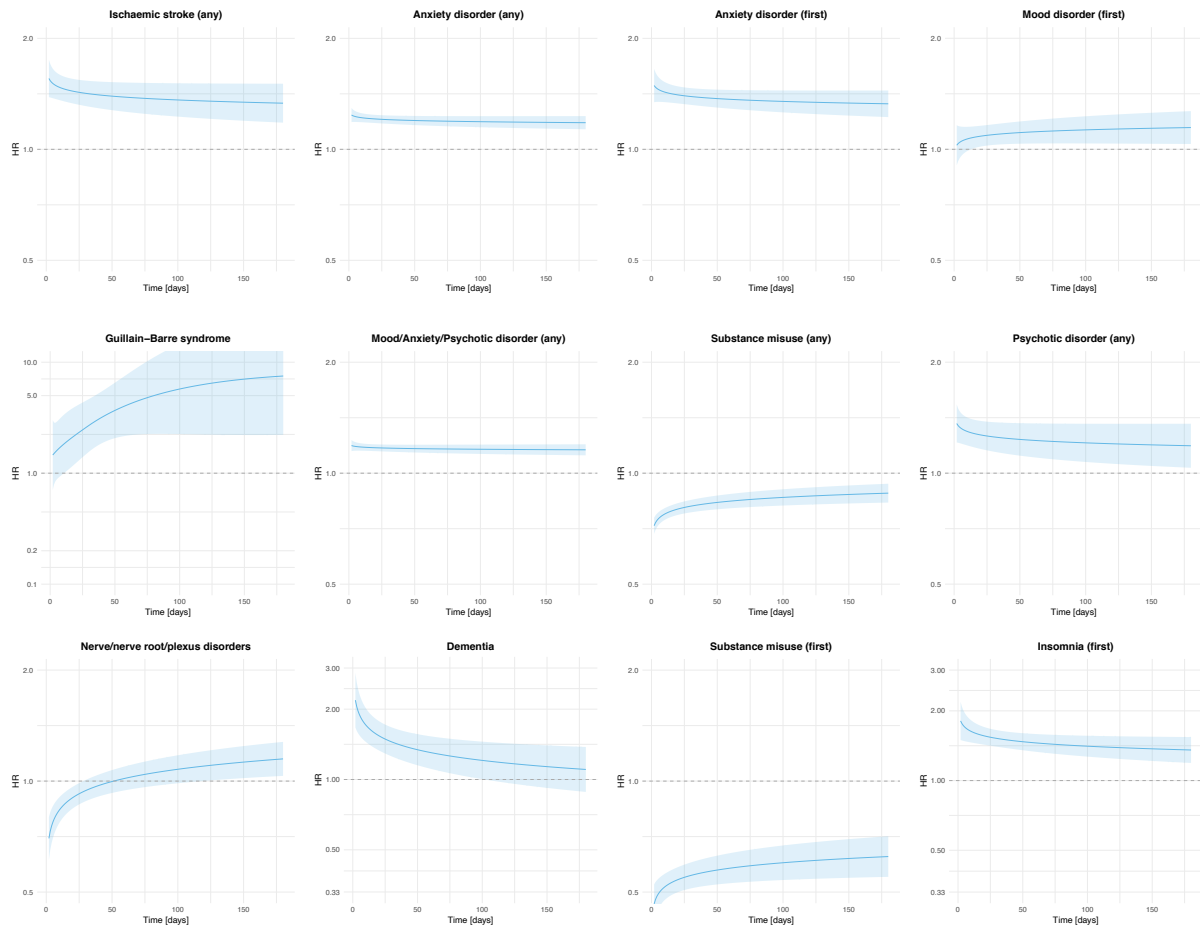 Ischaemic stroke (any)
2.0
1.0
0.5
HR
0 50 100 150
Time [days]
Anxiety disorder (any)
2.0
1.0
0.5
HR
0 50 100 150
Time [days]
Anxiety disorder (first)
2.0
1.0
0.5
HR
0 50 100 150
Time [days]
Mood disorder (first)
2.0
1.0
0.5
HR
0 50 100 150
Time [days]
Guillain−Barre syndrome
10.0
5.0
1.0
0.2
0.1
HR
0 50 100 150
Time [days]
Mood/Anxiety/Psychotic disorder (any)
2.0
1.0
0.5
HR
0 50 100 150
Time [days]
Substance misuse (any)
2.0
1.0
0.5
HR
0 50 100 150
Time [days]
Psychotic disorder (any)
2.0
1.0
0.5
HR
0 50 100 150
Time [days]
Nerve/nerve root/plexus disorders
2.0
1.0
0.5
HR
0 50 100 150
Time [days]
Dementia
3.00
2.00
1.00
0.50
0.33
HR
0 50 100 150
Time [days]
Substance misuse (first)
2.0
1.0
0.5
HR
0 50 100 150
Time [days]
Insomnia (first)
3.00
2.00
1.00
0.50
0.33
HR
0 50 100 150
Time [days]